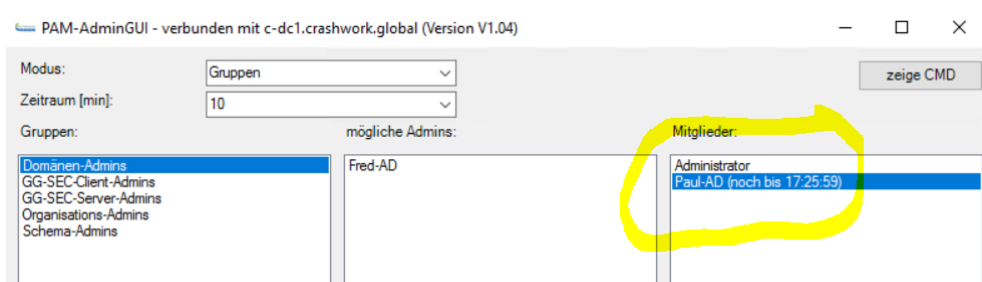 PAM-AdminGUI - verbunden mit c-dc1.crashwork.global (Version V1.04)
Modus: Gruppen zeige CMD
Zeitraum [min]: 10
Gruppen: mögliche Admins: Mitglieder:
Domänen-Admins Fred-AD Administrator
GG-SEC-Client-Admins Paul-AD (noch bis 17:25:59)
GG-SEC-Server-Admins
Organisations-Admins
Schema-Admins